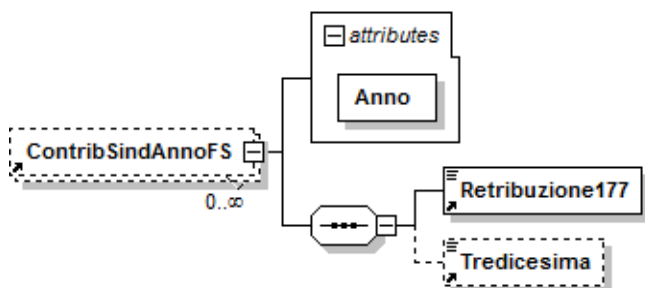 attributes
Anno
ContribSindAnnoFS
0..∞
Retribuzione177
Tredicesima